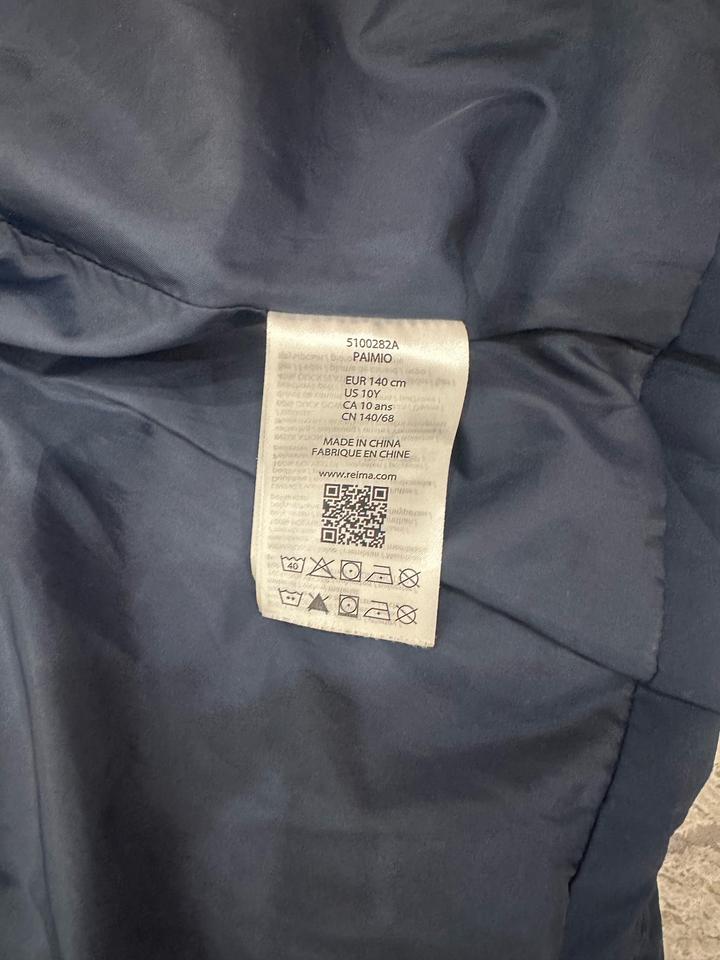 5100282A
PAIMIO
EUR 140 cm
US 10Y
CA 10 ans
CN 140/68
MADE IN CHINA
FABRIQUE EN CHINE
www.reima.com
40